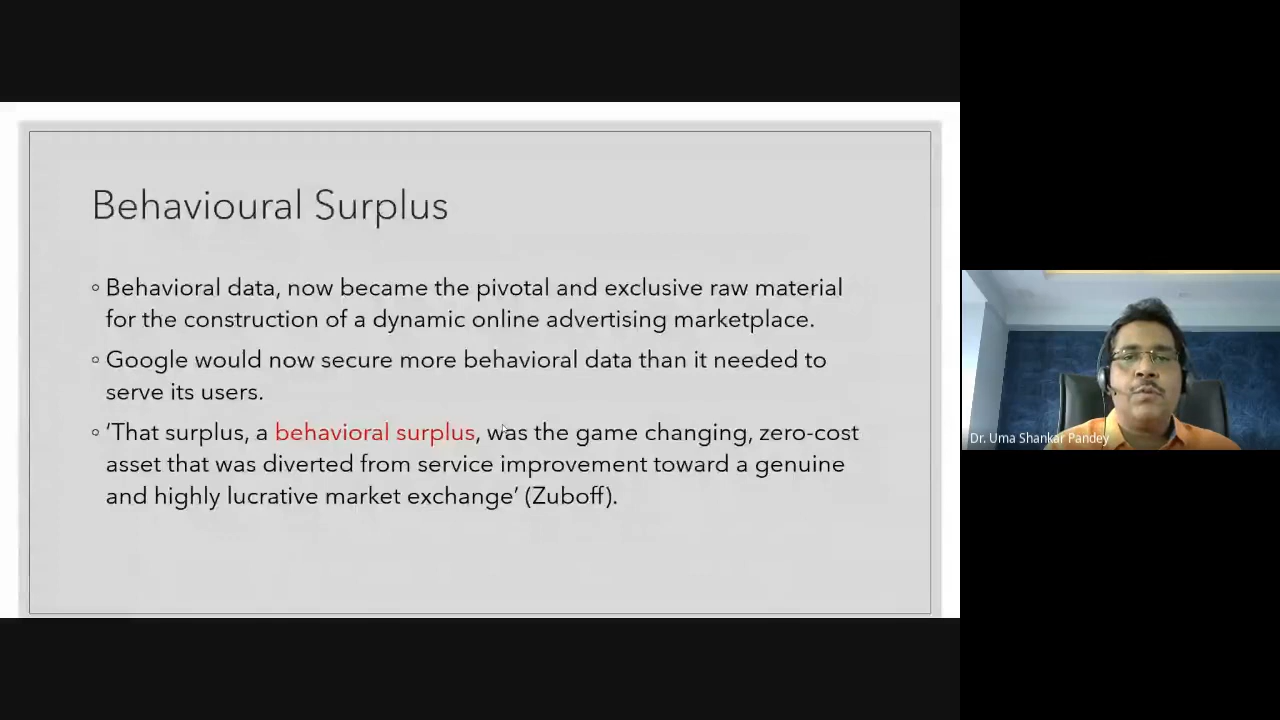 Behavioural Surplus
◦ Behavioral data, now became the pivotal and exclusive raw material
for the construction of a dynamic online advertising marketplace.
◦ Google would now secure more behavioral data than it needed to
serve its users.
◦ ‘That surplus, a behavioral surplus, was the game changing, zero-cost
asset that was diverted from service improvement toward a genuine
and highly lucrative market exchange’ (Zuboff).
Dr. Uma Shankar Pandey